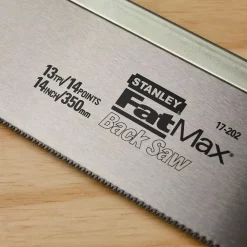 13TPI/14POINTS
14INCH/350mm
STANLEY
FatMax®
Back Saw
17-202